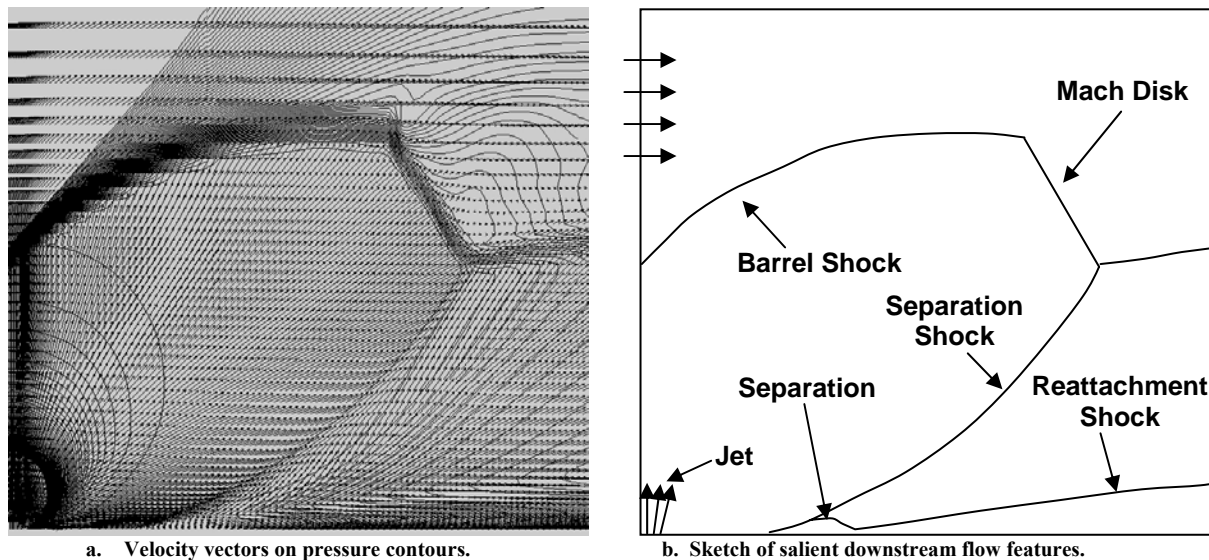 Mach Disk
Barrel Shock
Separation
Shock
Separation
Reattachment
Shock
Jet
a. Velocity vectors on pressure contours.
b. Sketch of salient downstream flow features.